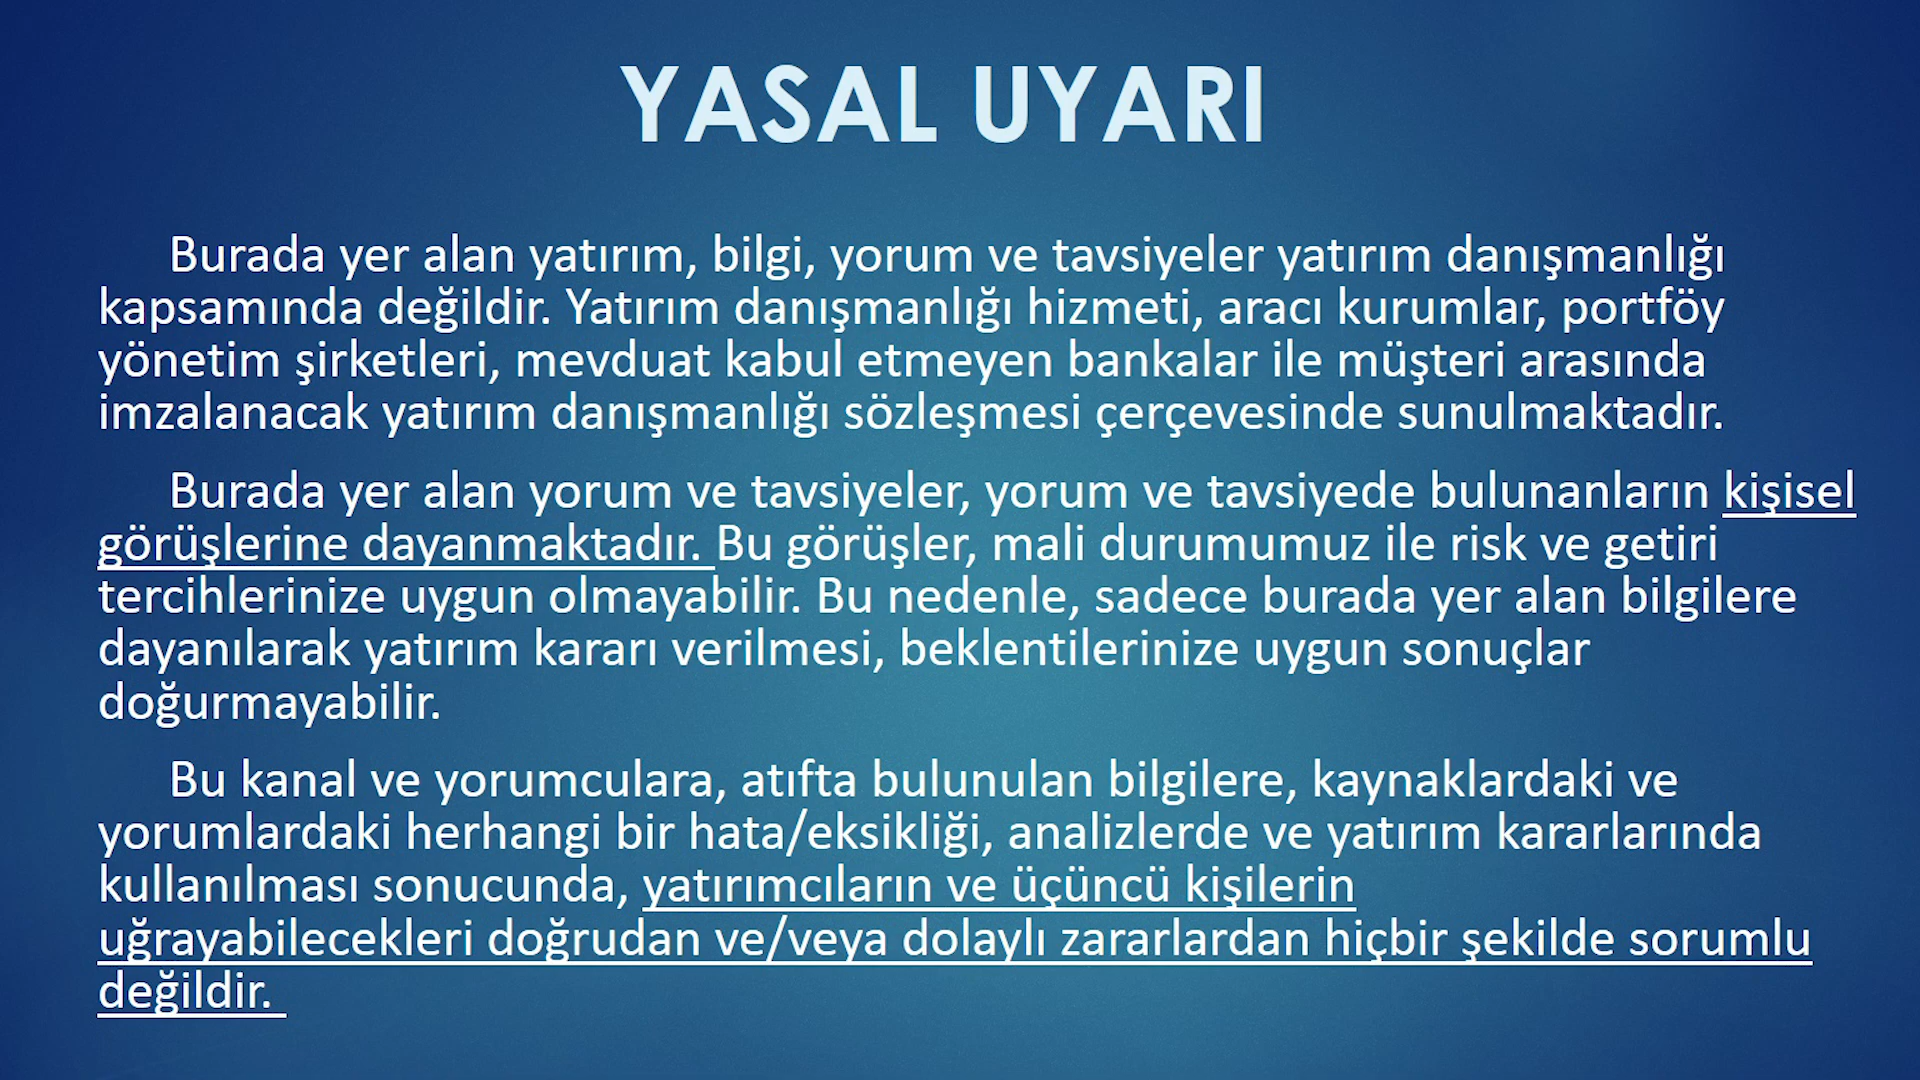 YASAL UYARI
Burada yer alan yatırım, bilgi, yorum ve tavsiyeler yatırım danışmanlığı
kapsamında değildir. Yatırım danışmanlığı hizmeti, aracı kurumlar, portföy
yönetim şirketleri, mevduat kabul etmeyen bankalar ile müşteri arasında
imzalanacak yatırım danışmanlığı sözleşmesi çerçevesinde sunulmaktadır.
Burada yer alan yorum ve tavsiyeler, yorum ve tavsiyede bulunanların kişisel
görüşlerine dayanmaktadır. Bu görüşler, mali durumumuz ile risk ve getiri
tercihlerinize uygun olmayabilir. Bu nedenle, sadece burada yer alan bilgilere
dayanılarak yatırım kararı verilmesi, beklentilerinize uygun sonuçlar
doğurmayabilir.
Bu kanal ve yorumculara, atıfta bulunulan bilgilere, kaynaklardaki ve
yorumlardaki herhangi bir hata/eksikliği, analizlerde ve yatırım kararlarında
kullanılması sonucunda, yatırımcıların ve üçüncü kişilerin
uğrayabilecekleri doğrudan ve/veya dolaylı zararlardan hiçbir şekilde sorumlu
değildir.